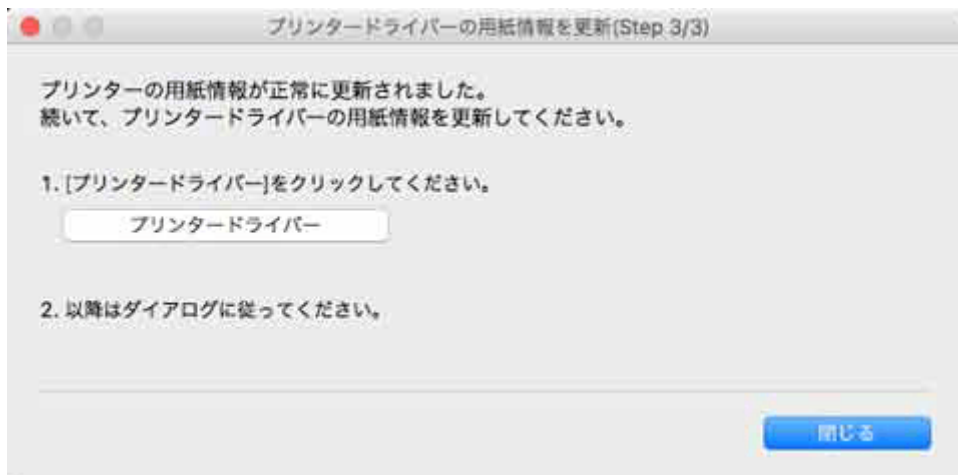 プリンタードライバーの用紙情報を更新(Step 3/3)
プリンターの用紙情報が正常に更新されました。
続いて、プリンタードライバーの用紙情報を更新してください。
1. [プリンタードライバー]をクリックしてください。
プリンタードライバー
2. 以降はダイアログに従ってください。
閉じる